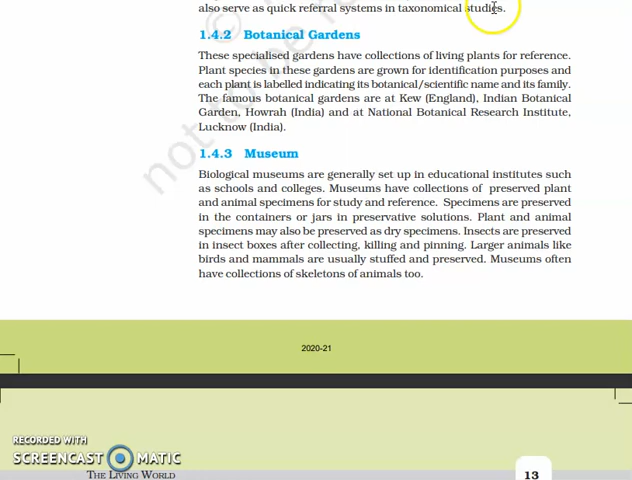 also serve as quick referral systems in taxonomical studies.
1.4.2 Botanical Gardens
These specialised gardens have collections of living plants for reference.
Plant species in these gardens are grown for identification purposes and
each plant is labelled indicating its botanical/scientific name and its family.
The famous botanical gardens are at Kew (England), Indian Botanical
Garden, Howrah (India) and at National Botanical Research Institute,
Lucknow (India).
1.4.3 Museum
Biological museums are generally set up in educational institutes such
as schools and colleges. Museums have collections of preserved plant
and animal specimens for study and reference. Specimens are preserved
in the containers or jars in preservative solutions. Plant and animal
specimens may also be preserved as dry specimens. Insects are preserved
in insect boxes after collecting, killing and pinning. Larger animals like
birds and mammals are usually stuffed and preserved. Museums often
have collections of skeletons of animals too.
©
not to be re
2020-21
RECORDED WITH
SCREENCAST MATIC
THE LIVING WORLD
13